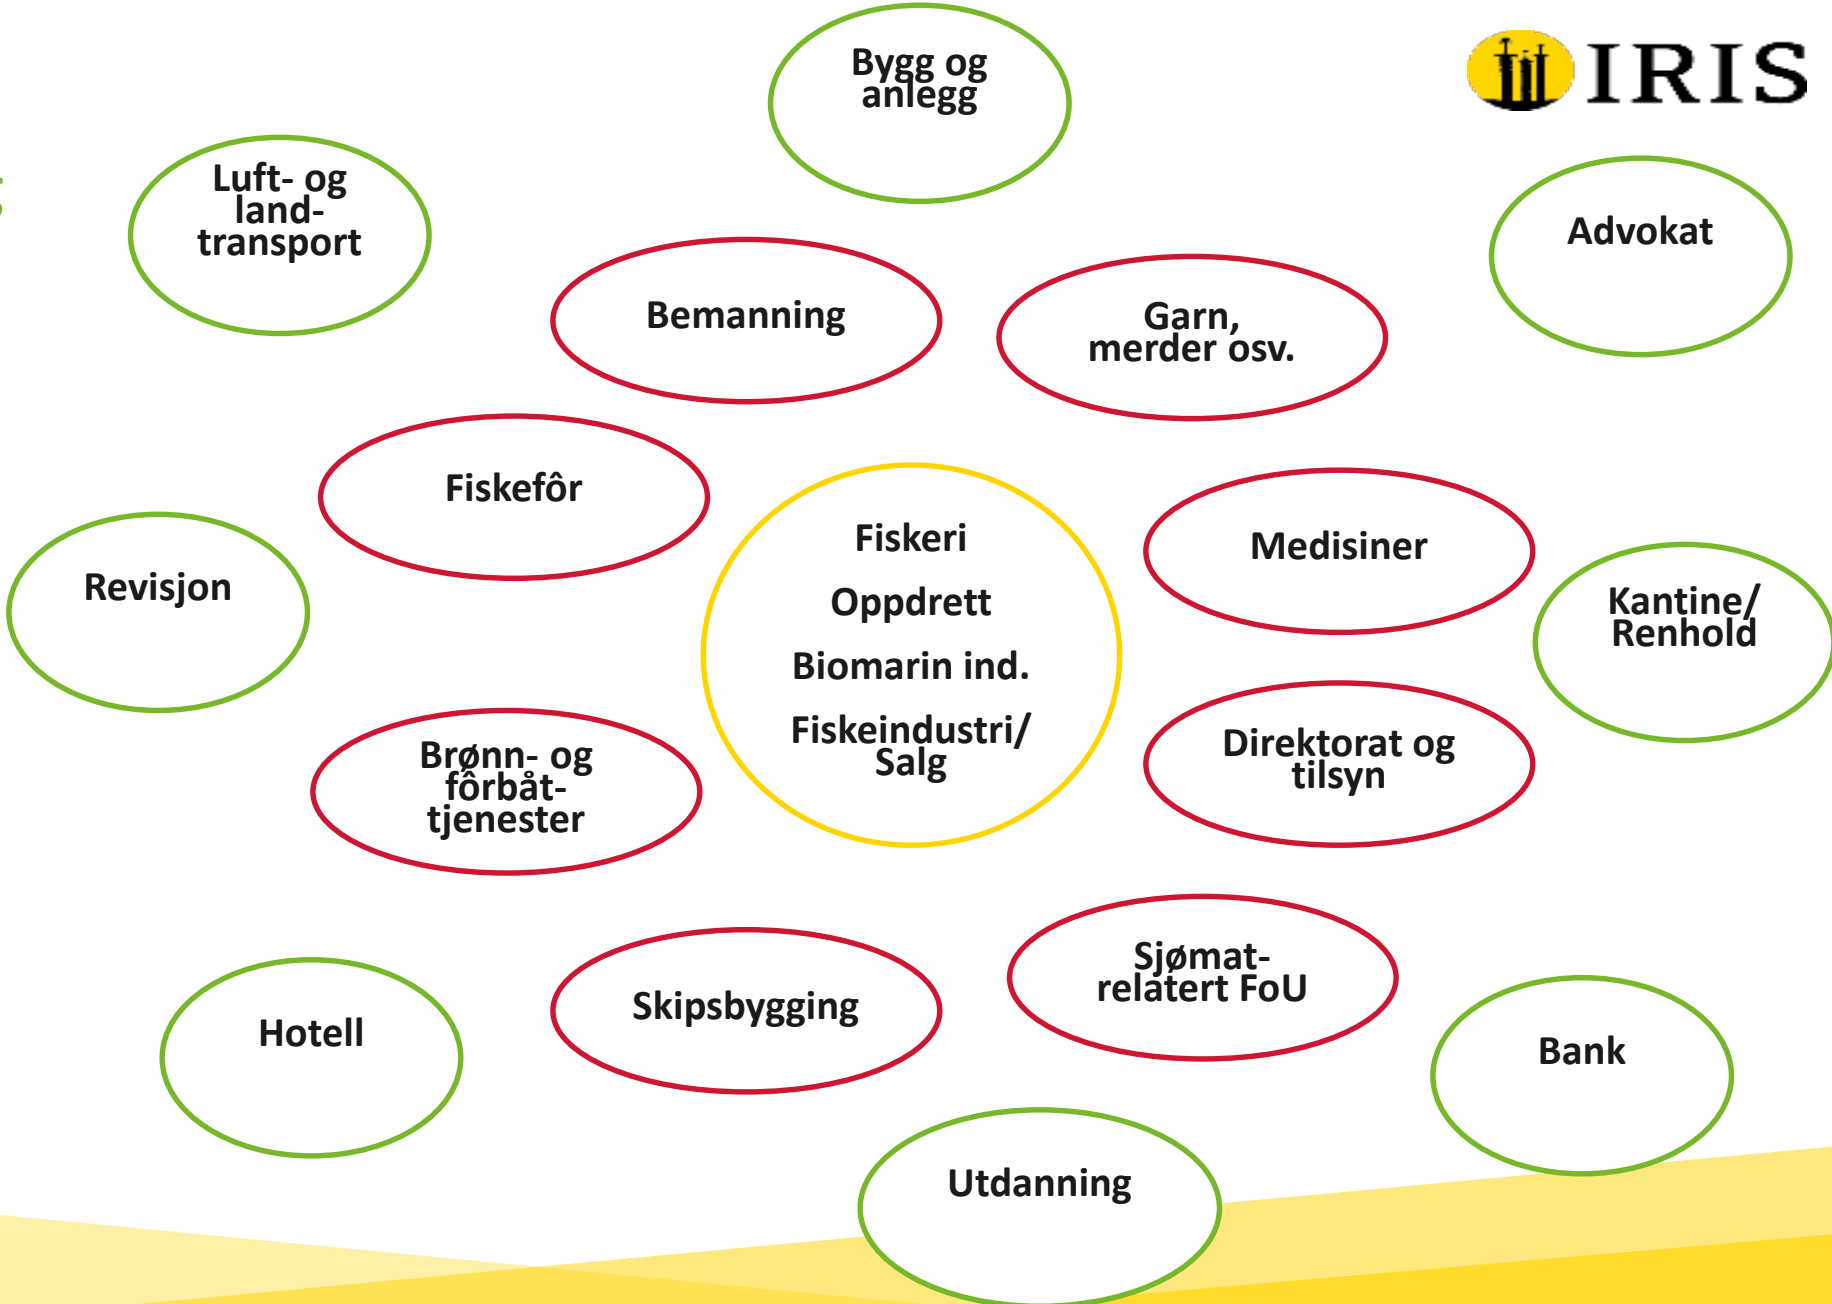 Bygg og
anlegg
IRIS
Luft- og
land-
transport
Advokat
Bemanning
Garn,
merder osv.
Fiskefôr
Fiskeri
Oppdrett
Biomarin ind.
Fiskeindustri/
Salg
Medisiner
Revisjon
Kantine/
Renhold
Brønn- og
fôrbåt-
tjenester
Direktorat og
tilsyn
Sjømat-
relatert FoU
Skipsbygging
Hotell
Bank
Utdanning